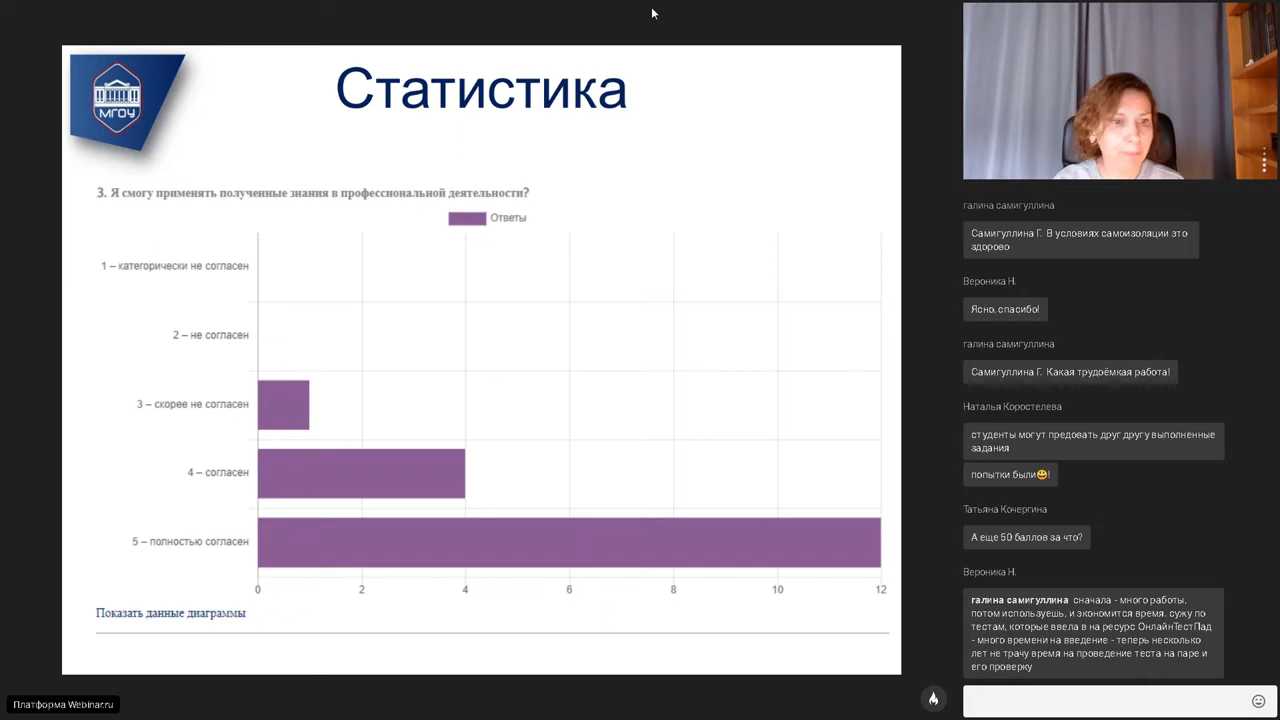 Статистика
МГОУ
3. Я смогу применять полученные знания в профессиональной деятельности?
Ответы
1 – категорически не согласен
2 – не согласен
3 – скорее не согласен
4 – согласен
5 – полностью согласен
0 2 4 6 8 10 12
Показать данные диаграммы
Платформа Webinar.ru
галина самигуллина
Самигуллина Г. В условиях самоизоляции это
здорово
Вероника Н.
Ясно, спасибо!
галина самигуллина
Самигуллина Г. Какая трудоёмкая работа!
Наталья Коростелева
студенты могут предовать друг другу выполненные
задания
попытки были😃!
Татьяна Кочергина
А еще 50 баллов за что?
Вероника Н.
галина самигуллина сначала - много работы,
потом используешь, и экономится время. сужу по
тестам, которые ввела в на ресурс ОнлайнТестПад
- много времени на введение - теперь несколько
лет не трачу время на проведение теста на паре и
его проверку